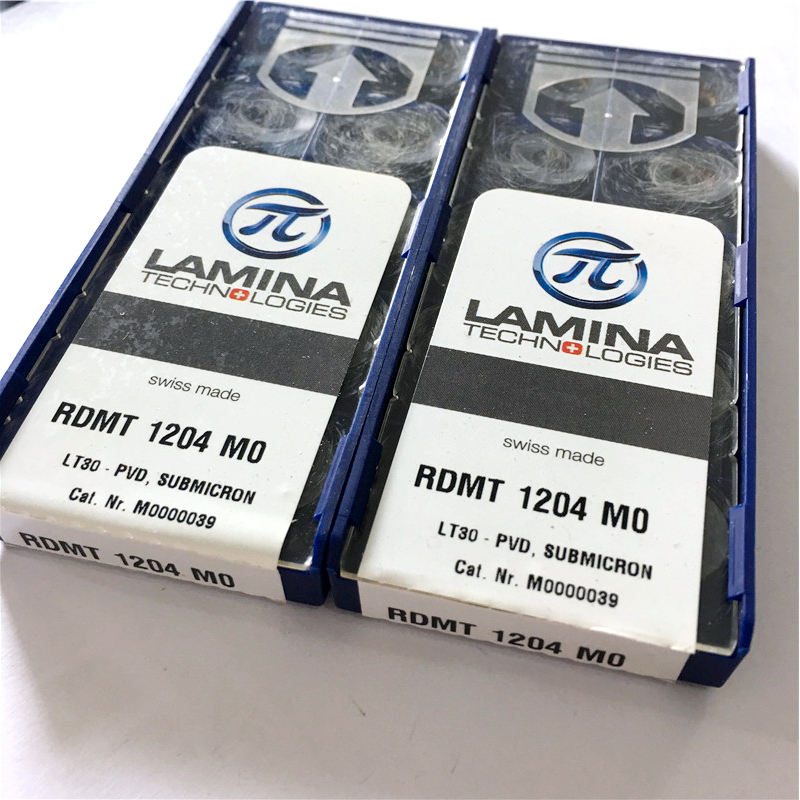 π
LAMINA
TECHNOLOGIES
swiss made
RDMT 1204 M0
LT30 - PVD, SUBMICRON
Cat. Nr. M0000039
RDMT 1204 M0
π
LAMINA
TECHNOLOGIES
swiss made
RDMT 1204 M0
LT30 - PVD, SUBMICRON
Cat. Nr. M0000039
RDMT 1204 M0